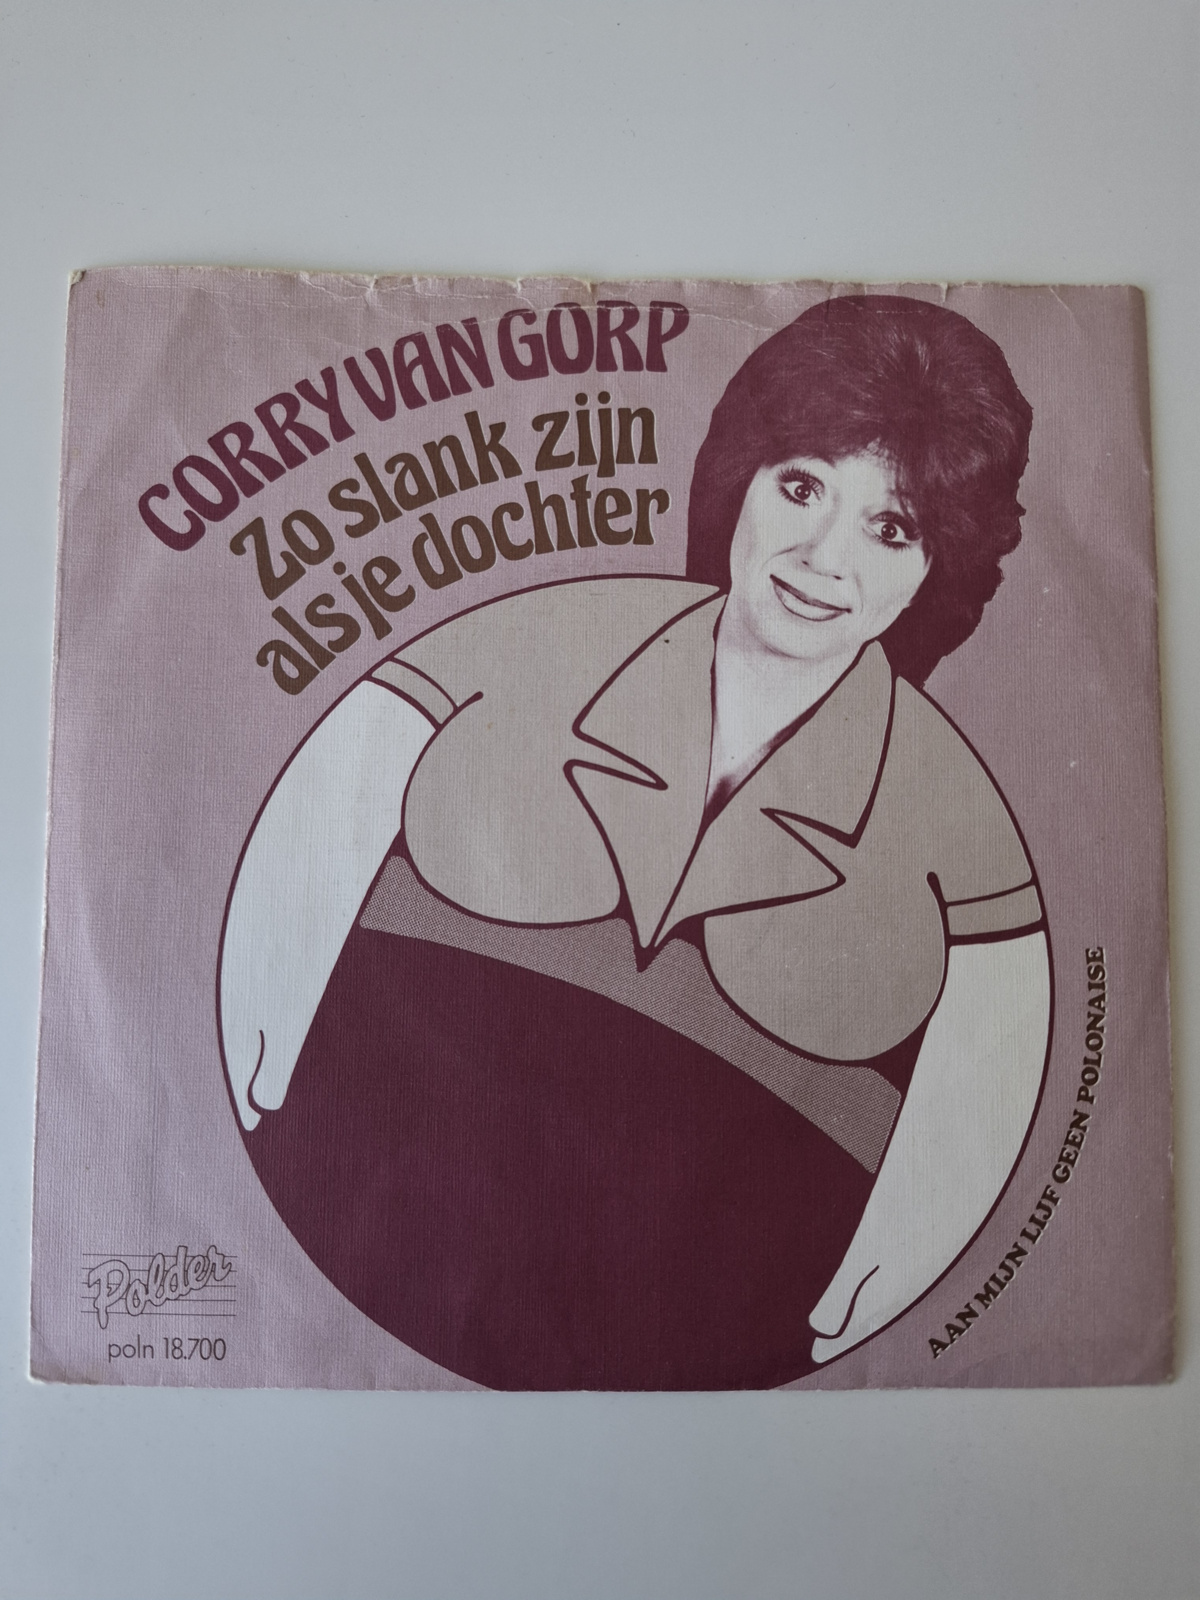 CORRY VAN GORP
Zo slank zijn
als je dochter
AAN MIJN LIJF GEEN POLONAISE
Polder
poln 18.700